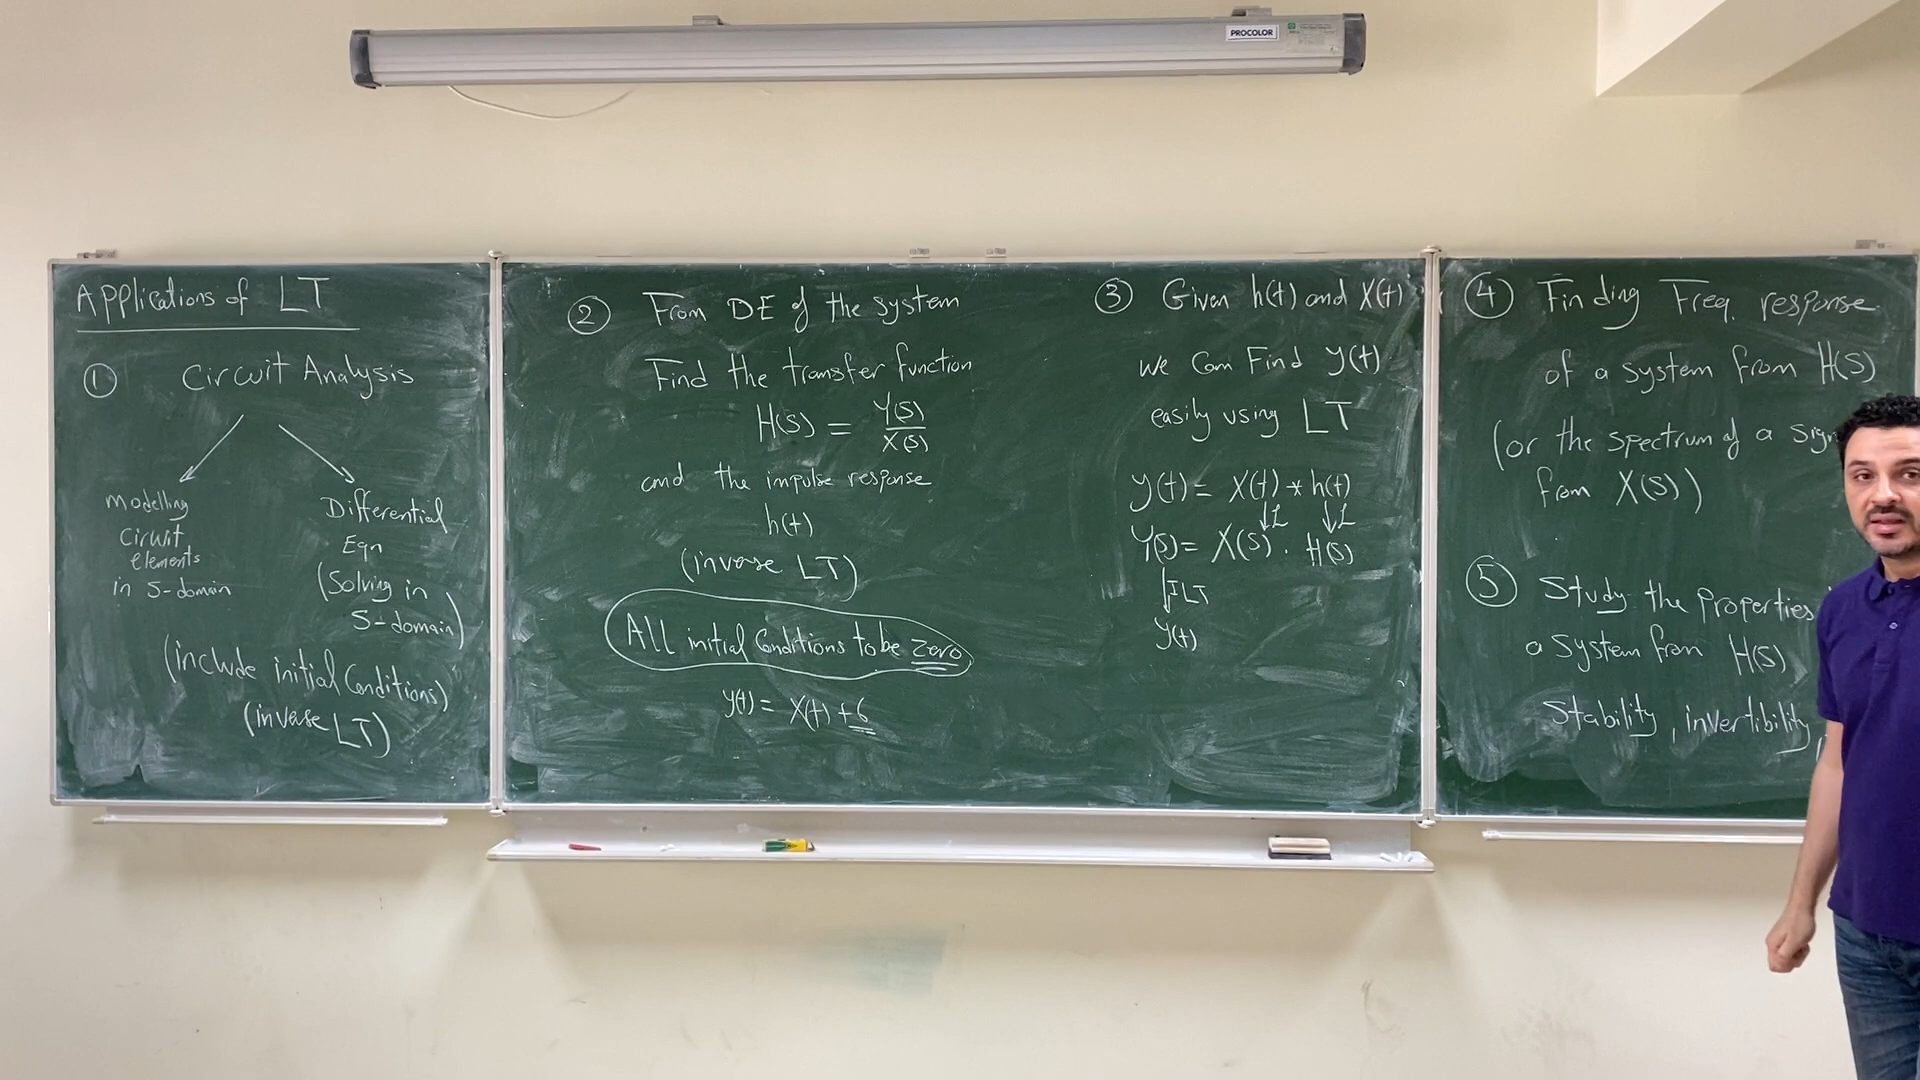 PROCOLOR
Applications of LT
① Circuit Analysis
Modelling
Circuit
elements
in S-domain
Differential
Eqn
(Solving in
S-domain)
(include initial Conditions)
(inverse LT)
② From DE of the system
Find the transfer function
H(S) = Y(S)/X(S)
and the impulse response
h(t)
(inverse LT)
All initial Conditions to be zero
y(t) = X(t) + 6
③ Given h(t) and X(t)
we Can Find y(t)
easily using LT
y(t) = X(t) * h(t)
↓L ↓L
Y(S) = X(S) . H(S)
↓ILT
y(t)
④ Finding Freq. response
of a system from H(S)
(or the spectrum of a
from X(S))
⑤ Study the properties
a system from H(S)
Stability, invertibility,